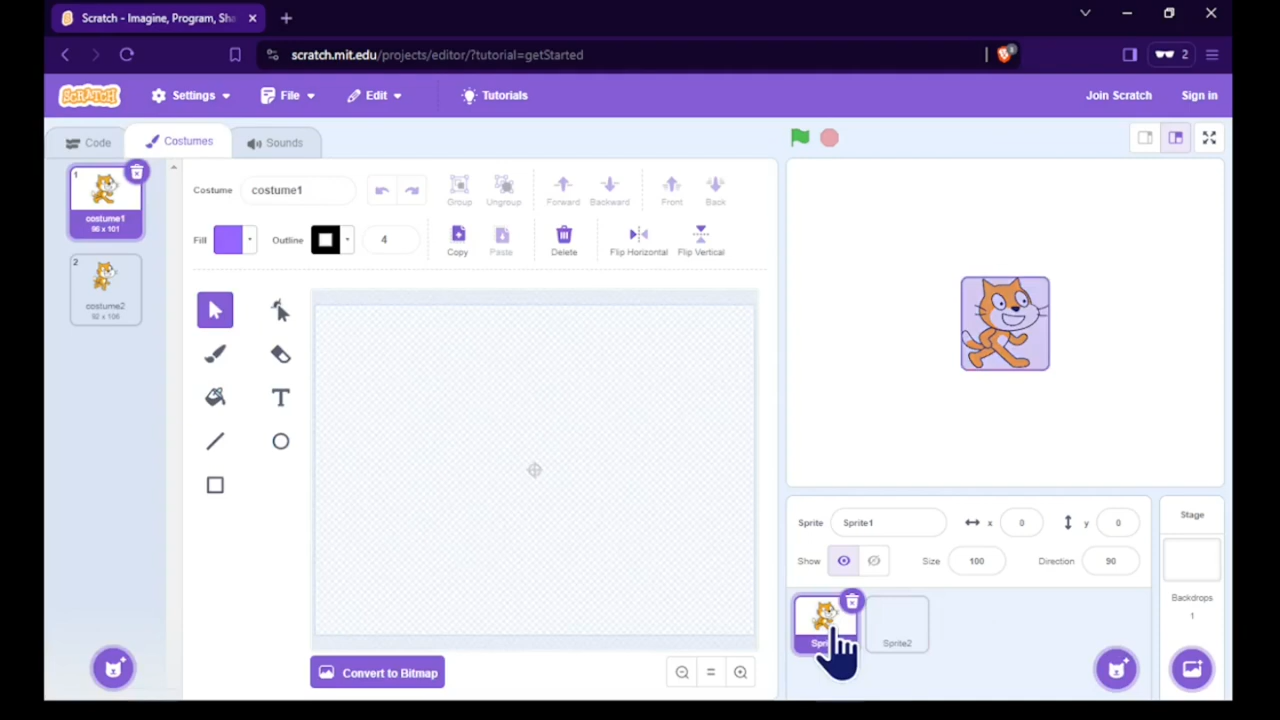 Scratch - Imagine, Program, Sha
scratch.mit.edu/projects/editor/?tutorial=getStarted
2
SCRATCH
Settings
File
Edit
Tutorials
Join Scratch
Sign in
Code
Costumes
Sounds
1
costume1
96 x 101
2
costume2
92 x 106
Costume
costume1
Group
Ungroup
Forward
Backward
Front
Back
Fill
Outline
4
Copy
Paste
Delete
Flip Horizontal
Flip Vertical
T
Convert to Bitmap
Sprite
Sprite1
x
0
y
0
Show
Size
100
Direction
90
Sprite2
Stage
Backdrops
1